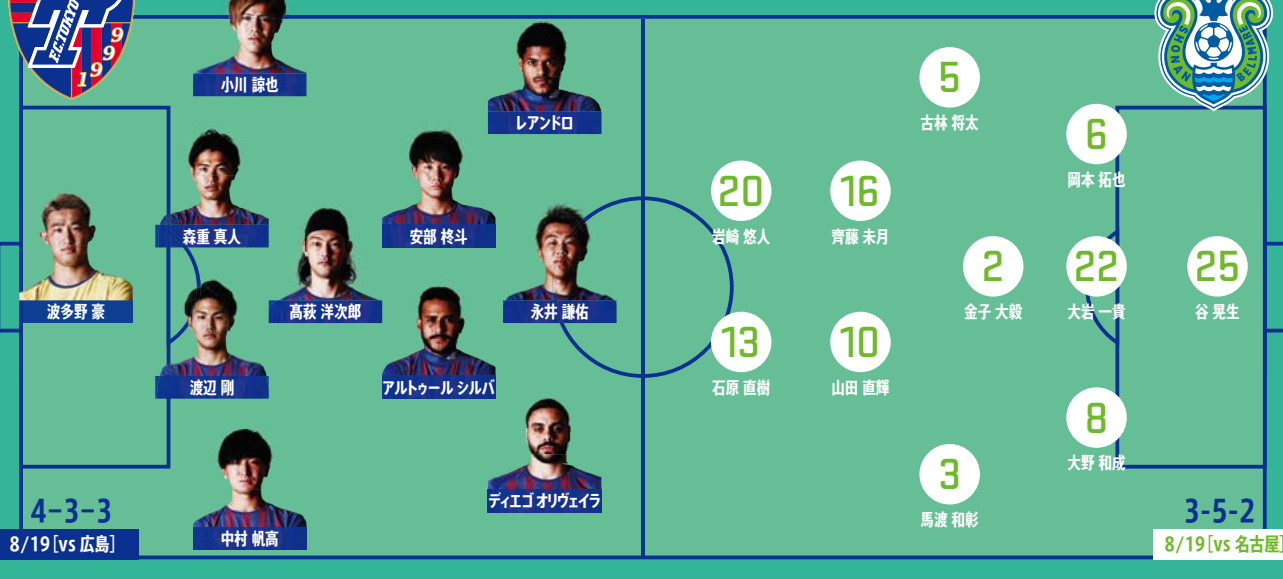 F.C.TOKYO
1999
小川 諒也
レアンドロ
森重 真人
安部 柊斗
波多野 豪
髙萩 洋次郎
永井 謙佑
渡辺 剛
アルトゥール シルバ
ディエゴ オリヴェイラ
中村 帆高
4-3-3
8/19[vs 広島]
SHONAN BELLMARE
5
古林 将太
6
岡本 拓也
20
岩崎 悠人
16
齊藤 未月
2
金子 大毅
22
大岩 一貴
25
谷 晃生
13
石原 直樹
10
山田 直輝
8
大野 和成
3
馬渡 和彰
3-5-2
8/19[vs 名古屋]